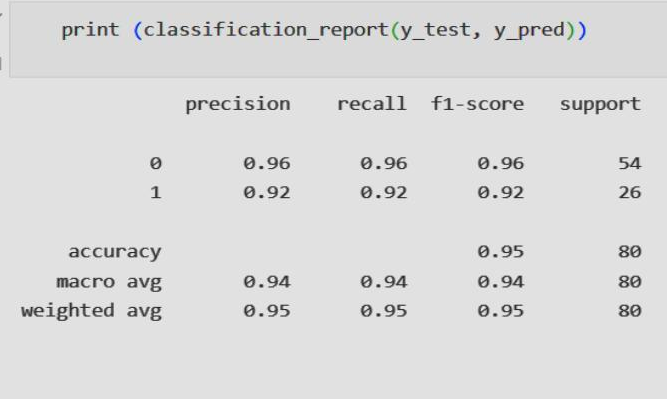 print (classification_report(y_test, y_pred))
precision recall f1-score support
0 0.96 0.96 0.96 54
1 0.92 0.92 0.92 26
accuracy 0.95 80
macro avg 0.94 0.94 0.94 80
weighted avg 0.95 0.95 0.95 80